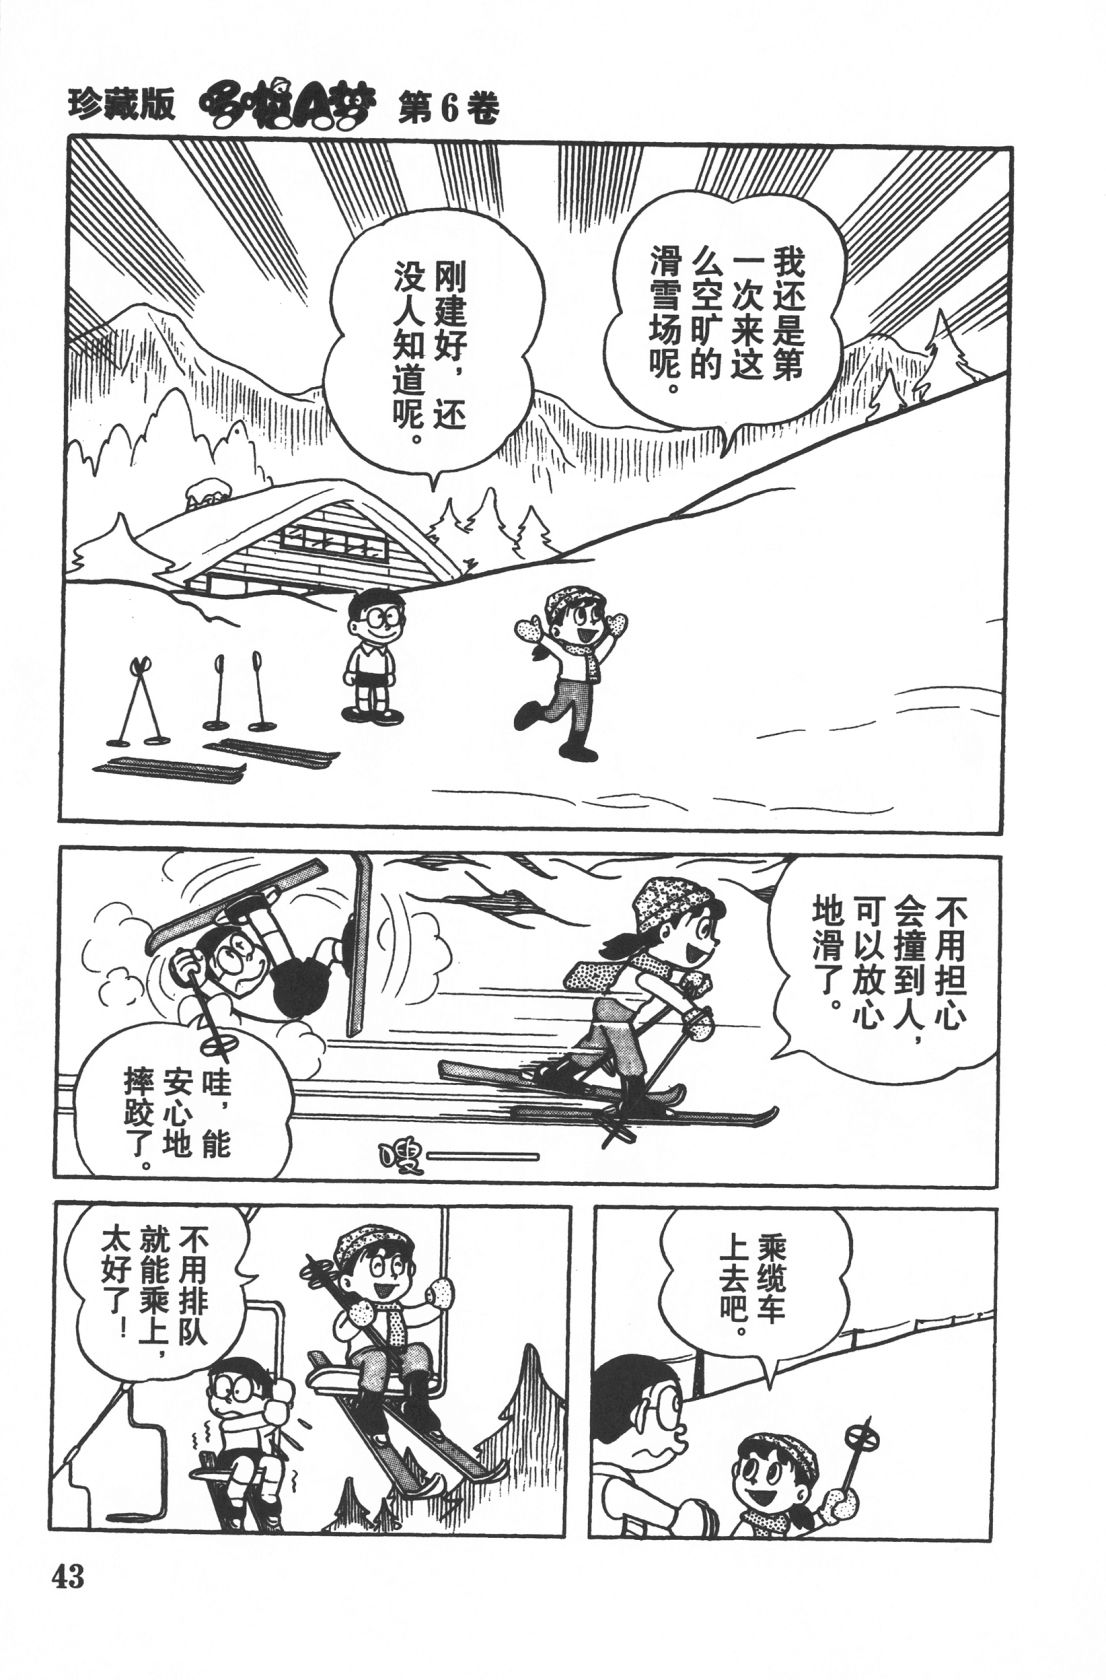 珍藏版 哆啦A梦 第6卷
我还是第
一次来这
么空旷的
滑雪场呢。
刚建好，还
没人知道呢。
不用担心
会撞到人，
可以放心
地滑了。
哇，能
安心地
摔跤了。
嗖
乘缆车
上去吧。
不用排队
就能乘上，
太好了！
43